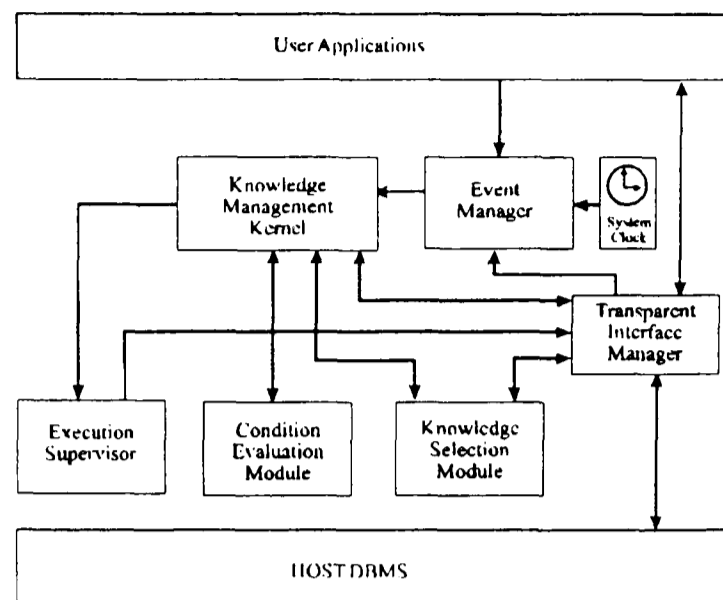 User Applications
Knowledge
Management
Kernel
Event
Manager
System
Clock
Transparent
Interface
Manager
Execution
Supervisor
Condition
Evaluation
Module
Knowledge
Selection
Module
HOST DBMS